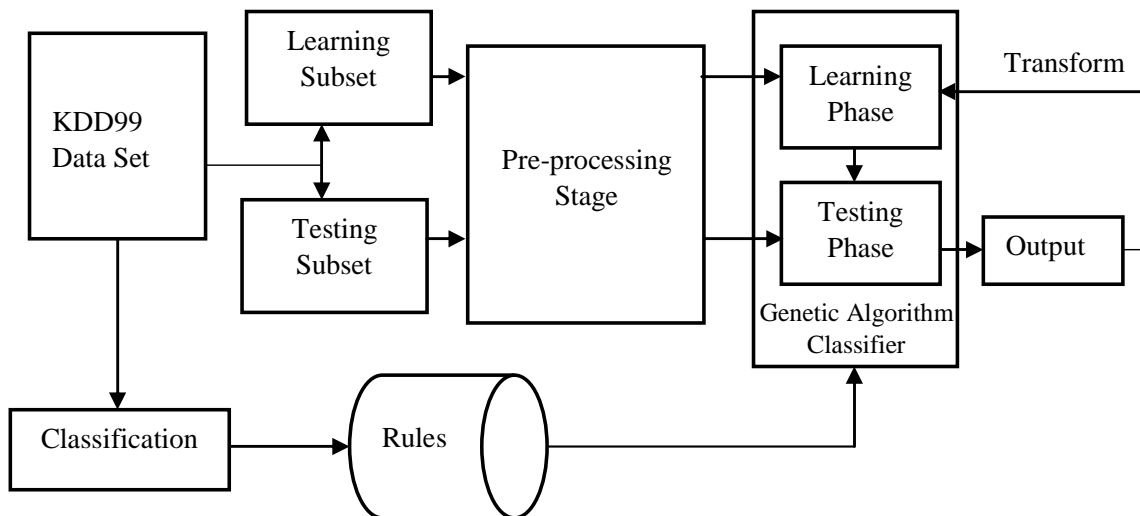 KDD99
Data Set
Learning
Subset
Testing
Subset
Pre-processing
Stage
Learning
Phase
Testing
Phase
Genetic Algorithm
Classifier
Transform
Output
Classification
Rules